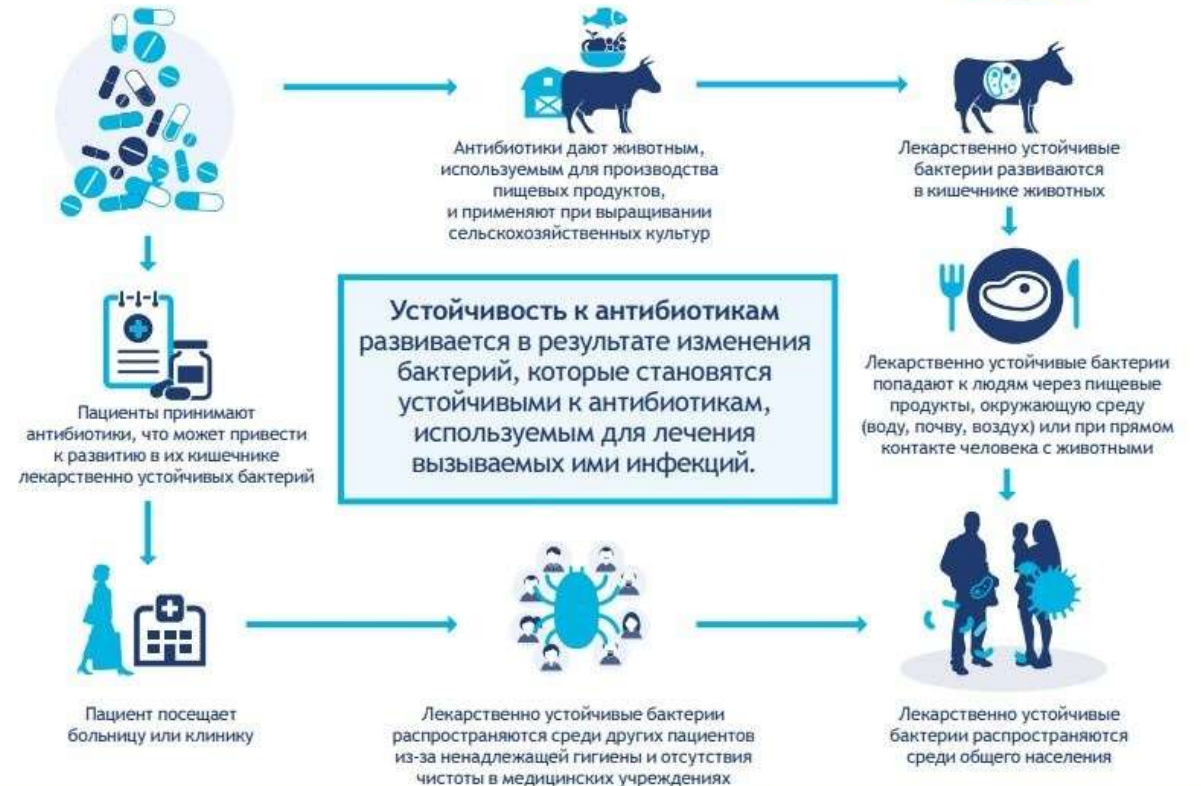 Антибиотики дают животным,
используемым для производства
пищевых продуктов,
и применяют при выращивании
сельскохозяйственных культур
Лекарственно устойчивые
бактерии развиваются
в кишечнике животных
Устойчивость к антибиотикам
развивается в результате изменения
бактерий, которые становятся
устойчивыми к антибиотикам,
используемым для лечения
вызываемых ими инфекций.
Лекарственно устойчивые бактерии
попадают к людям через пищевые
продукты, окружающую среду
(воду, почву, воздух) или при прямом
контакте человека с животными
Пациенты принимают
антибиотики, что может привести
к развитию в их кишечнике
лекарственно устойчивых бактерий
Пациент посещает
больницу или клинику
Лекарственно устойчивые бактерии
распространяются среди других пациентов
из-за ненадлежащей гигиены и отсутствия
чистоты в медицинских учреждениях
Лекарственно устойчивые
бактерии распространяются
среди общего населения